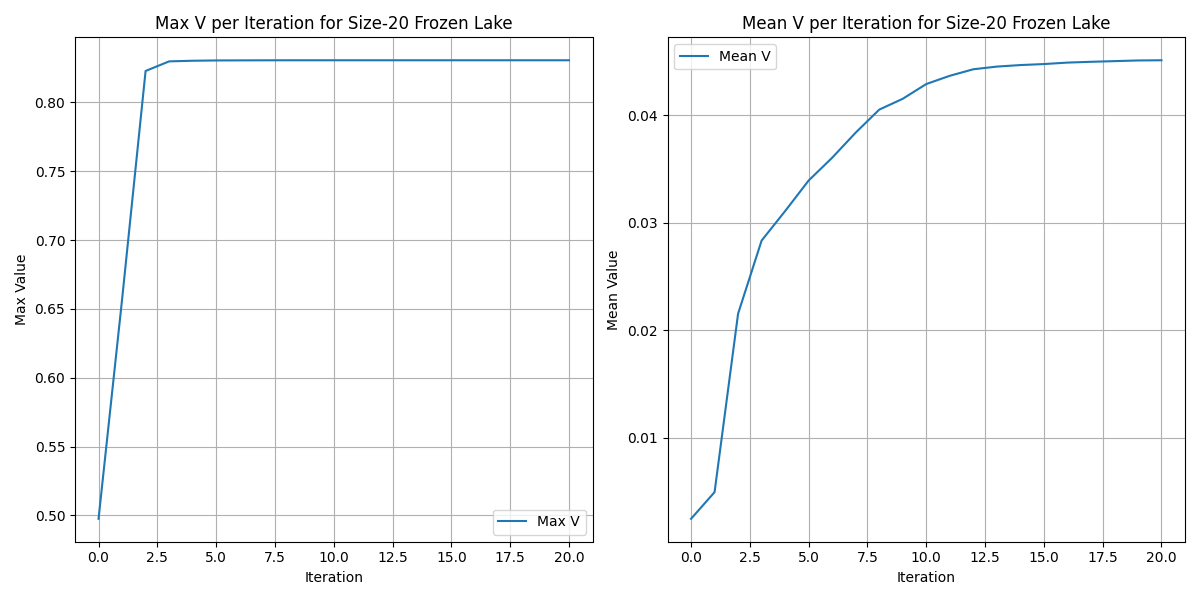 Max V per Iteration for Size-20 Frozen Lake
Max Value
0.80
0.75
0.70
0.65
0.60
0.55
0.50
Max V
0.0 2.5 5.0 7.5 10.0 12.5 15.0 17.5 20.0
Iteration
Mean V per Iteration for Size-20 Frozen Lake
Mean V
Mean Value
0.04
0.03
0.02
0.01
0.0 2.5 5.0 7.5 10.0 12.5 15.0 17.5 20.0
Iteration